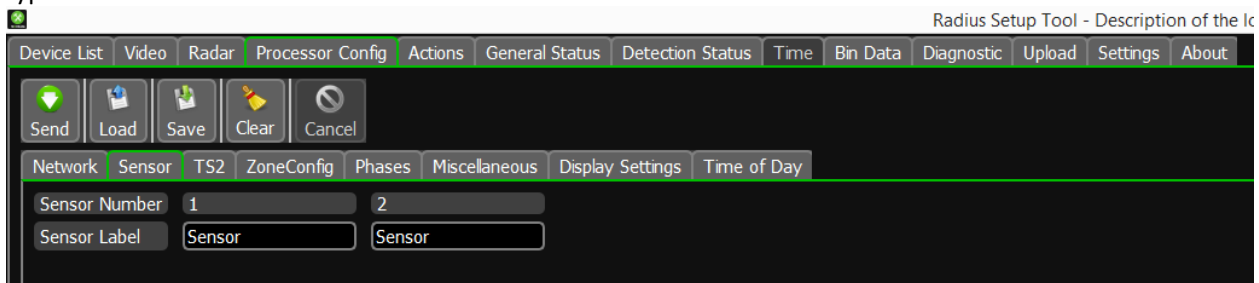 Radius Setup Tool - Description of the lo
Device List Video Radar Processor Config Actions General Status Detection Status Time Bin Data Diagnostic Upload Settings About
Send Load Save Clear Cancel
Network Sensor TS2 ZoneConfig Phases Miscellaneous Display Settings Time of Day
Sensor Number 1 2
Sensor Label Sensor Sensor